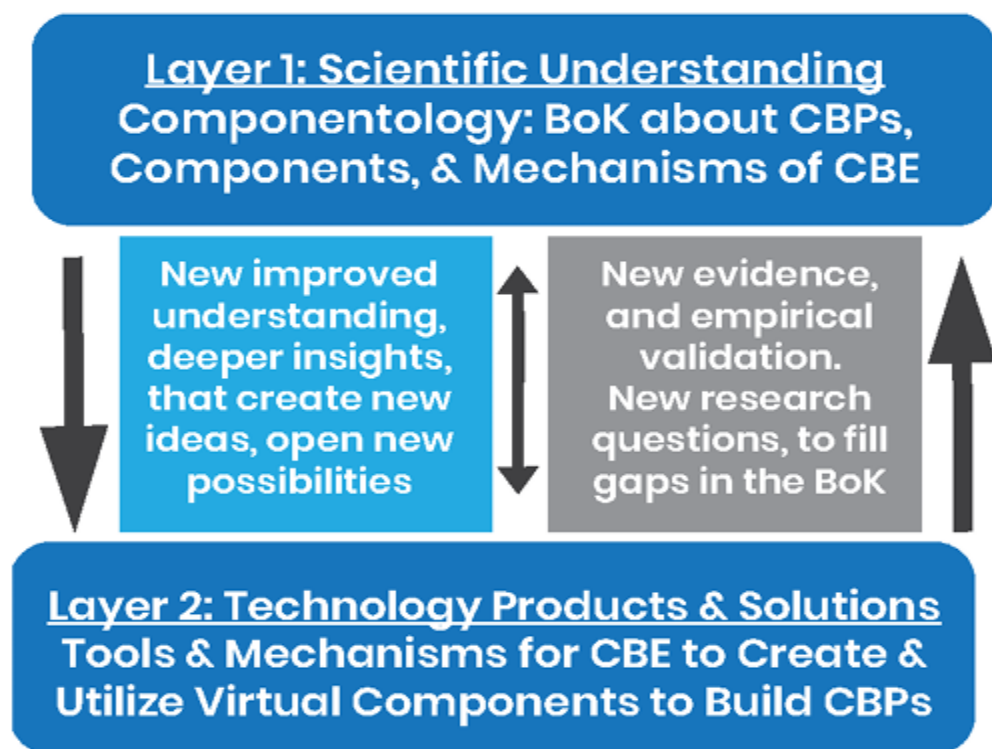 Layer 1: Scientific Understanding
Componentology: BoK about CBPs,
Components, & Mechanisms of CBE
New improved
understanding,
deeper insights,
that create new
ideas, open new
possibilities
New evidence,
and empirical
validation.
New research
questions, to fill
gaps in the BoK
Layer 2: Technology Products & Solutions
Tools & Mechanisms for CBE to Create &
Utilize Virtual Components to Build CBPs